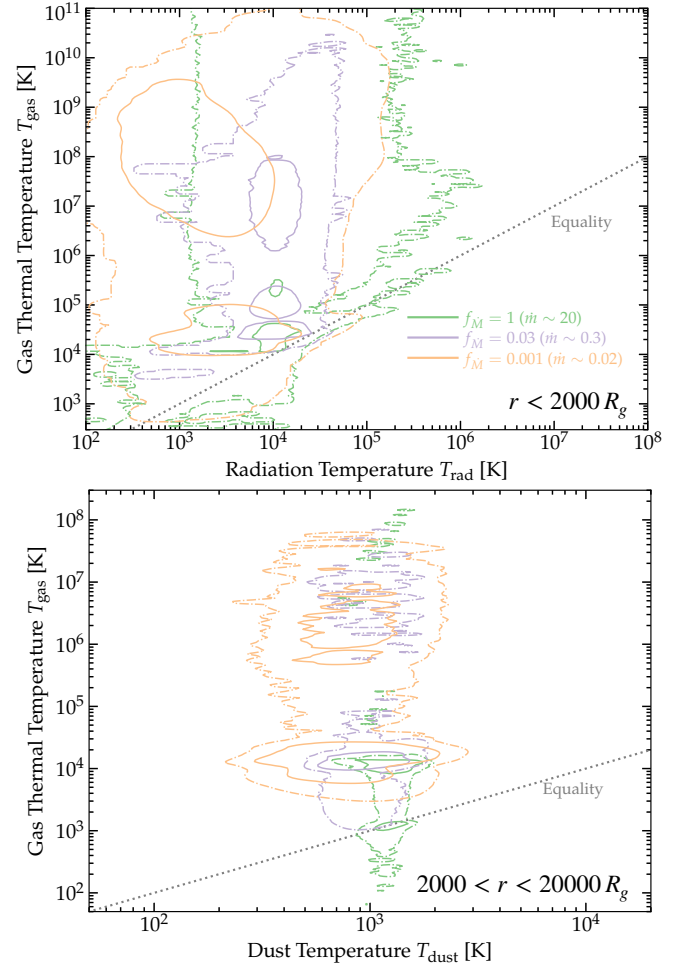 10^11
10^10
10^9
10^8
10^7
10^6
10^5
10^4
10^3
Gas Thermal Temperature T_gas [K]
Equality
f_Ṁ = 1 (ṁ ∼ 20)
f_Ṁ = 0.03 (ṁ ∼ 0.3)
f_Ṁ = 0.001 (ṁ ∼ 0.02)
r < 2000 R_g
10^2 10^3 10^4 10^5 10^6 10^7 10^8
Radiation Temperature T_rad [K]
10^8
10^7
10^6
10^5
10^4
10^3
10^2
Gas Thermal Temperature T_gas [K]
Equality
2000 < r < 20000 R_g
10^2 10^3 10^4
Dust Temperature T_dust [K]